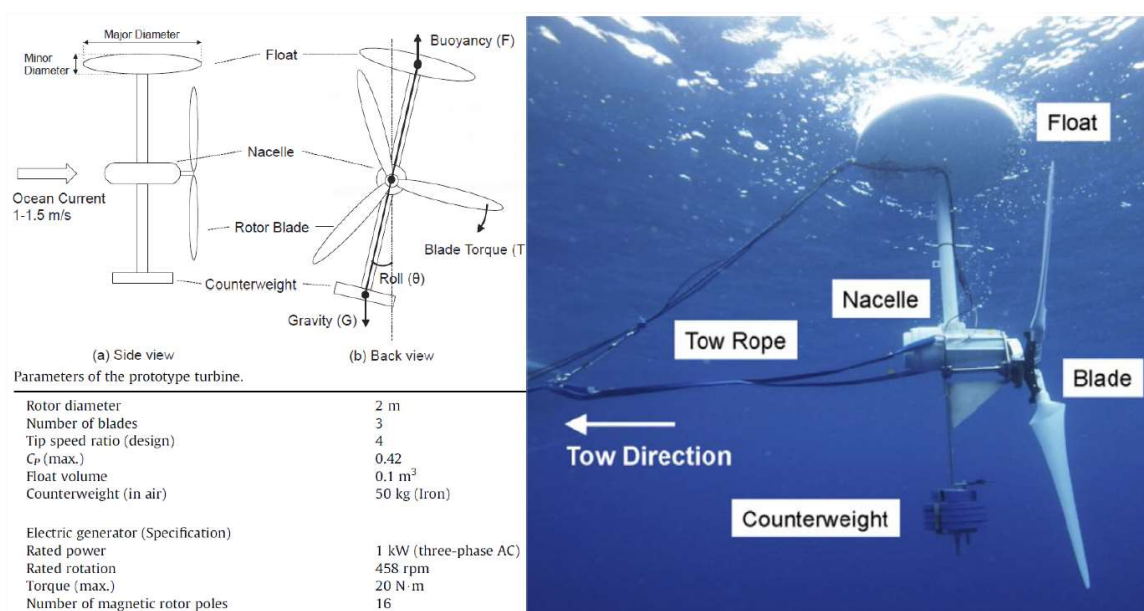 Major Diameter
Minor
Diameter
Float
Buoyancy (F)
Nacelle
Ocean Current
1-1.5 m/s
Rotor Blade
Blade Torque (T
Counterweight
Roll (θ)
Gravity (G)
(a) Side view
(b) Back view
Parameters of the prototype turbine.
Rotor diameter 2 m
Number of blades 3
Tip speed ratio (design) 4
CP (max.) 0.42
Float volume 0.1 m³
Counterweight (in air) 50 kg (Iron)
Electric generator (Specification)
Rated power 1 kW (three-phase AC)
Rated rotation 458 rpm
Torque (max.) 20 N·m
Number of magnetic rotor poles 16
Float
Nacelle
Tow Rope
Blade
Tow Direction
Counterweight